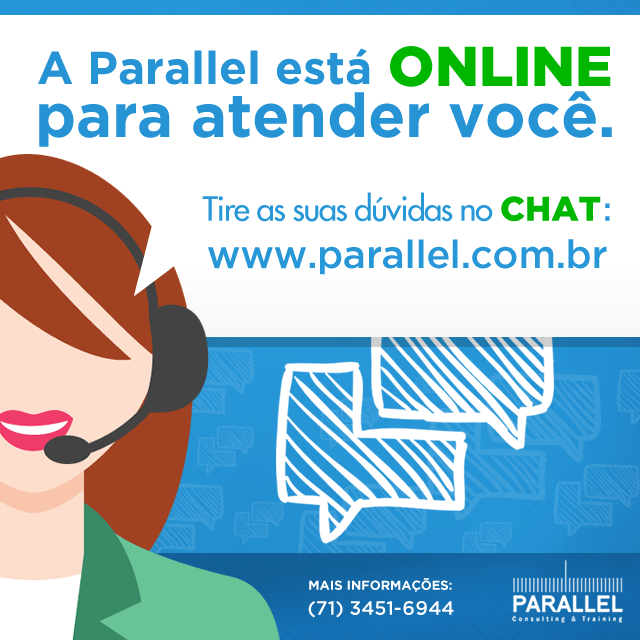 A Parallel está ONLINE
para atender você.
Tire as suas dúvidas no CHAT:
www.parallel.com.br
MAIS INFORMAÇÕES:
(71) 3451-6944
PARALLEL
Consulting & Training